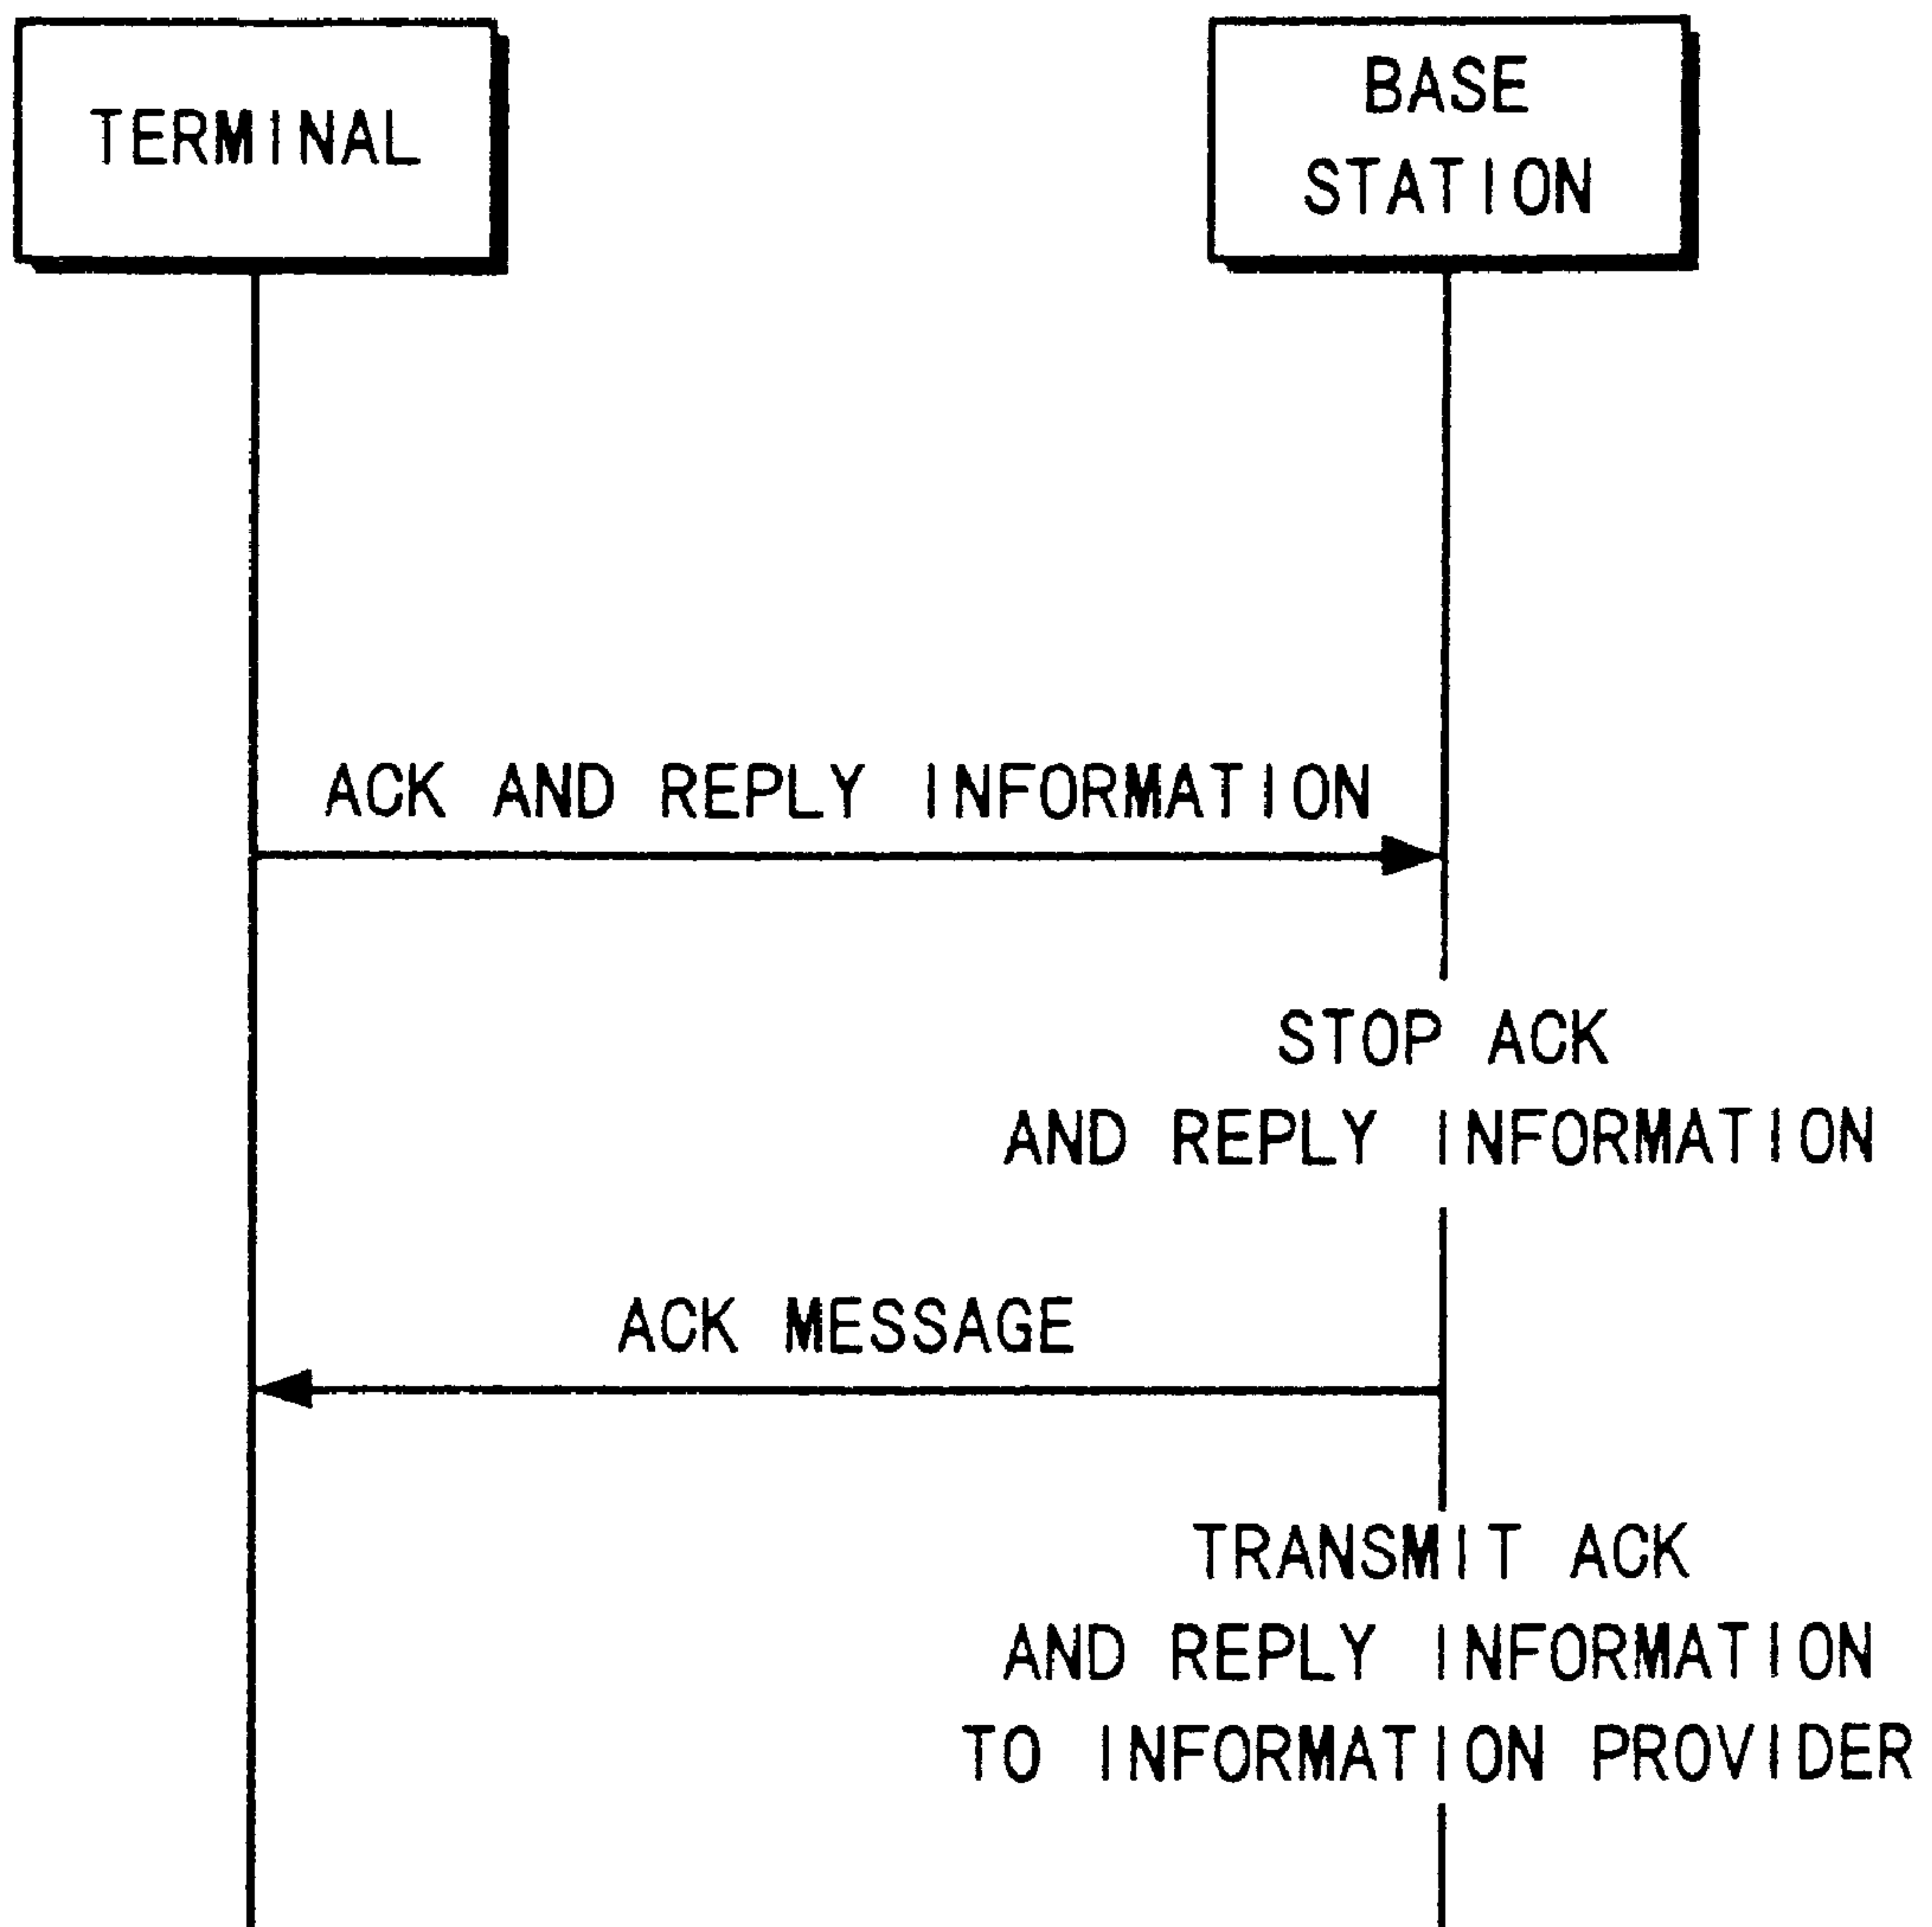 TERMINAL
BASE
STATION
ACK AND REPLY INFORMATION
STOP ACK
AND REPLY INFORMATION
ACK MESSAGE
TRANSMIT ACK
AND REPLY INFORMATION
TO INFORMATION PROVIDER